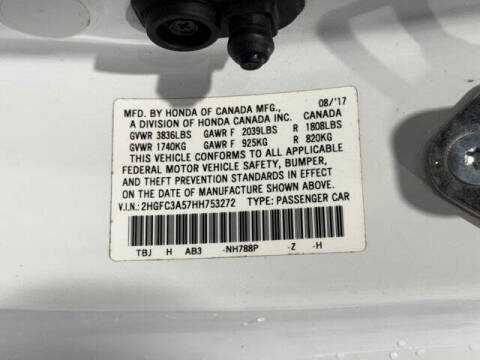 MFD. BY HONDA OF CANADA MFG., 08/'17
A DIVISION OF HONDA CANADA INC. CANADA
GVWR 3836LBS GAWR F 2039LBS R 1808LBS
GVWR 1740KG GAWR F 925KG R 820KG
THIS VEHICLE CONFORMS TO ALL APPLICABLE
FEDERAL MOTOR VEHICLE SAFETY, BUMPER,
AND THEFT PREVENTION STANDARDS IN EFFECT
ON THE DATE OF MANUFACTURE SHOWN ABOVE.
V.I.N.: 2HGFC3A57HH753272 TYPE: PASSENGER CAR
TBJ H AB3 -NH788P -Z -H